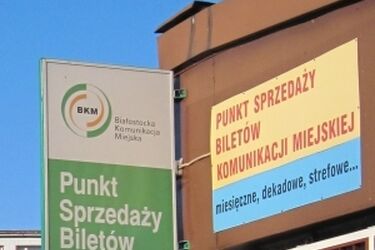 BKM
Białostocka
Komunikacja
Miejska
Punkt
Sprzedaży
Biletów
PUNKT SPRZEDAŻY
BILETÓW
KOMUNIKACJI MIEJSKIEJ
miesięczne, dekadowe, strefowe...